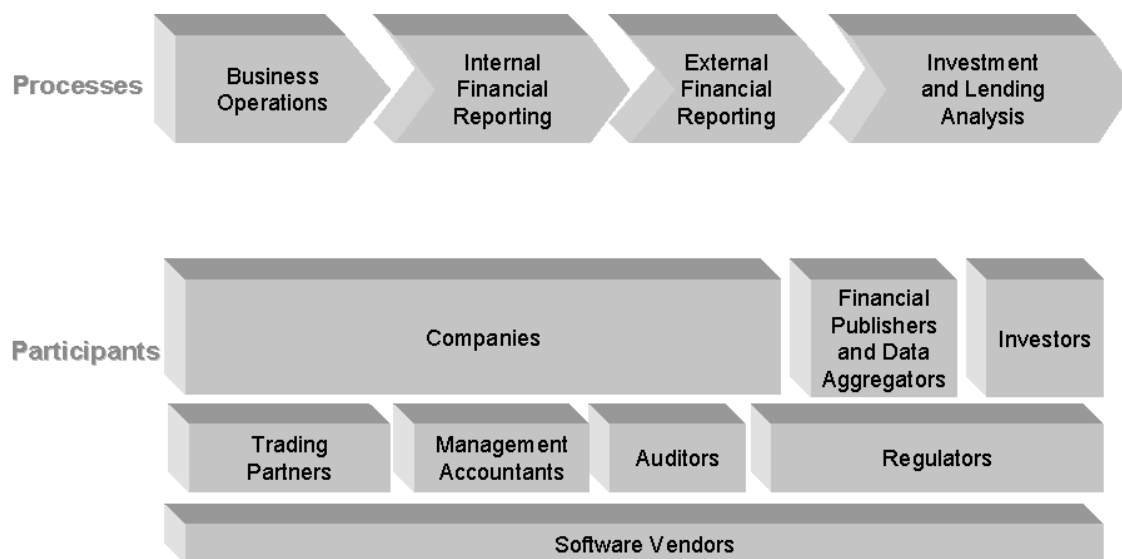 Processes
Business
Operations
Internal
Financial
Reporting
External
Financial
Reporting
Investment
and Lending
Analysis
Participants
Companies
Financial
Publishers
and Data
Aggregators
Investors
Trading
Partners
Management
Accountants
Auditors
Regulators
Software Vendors